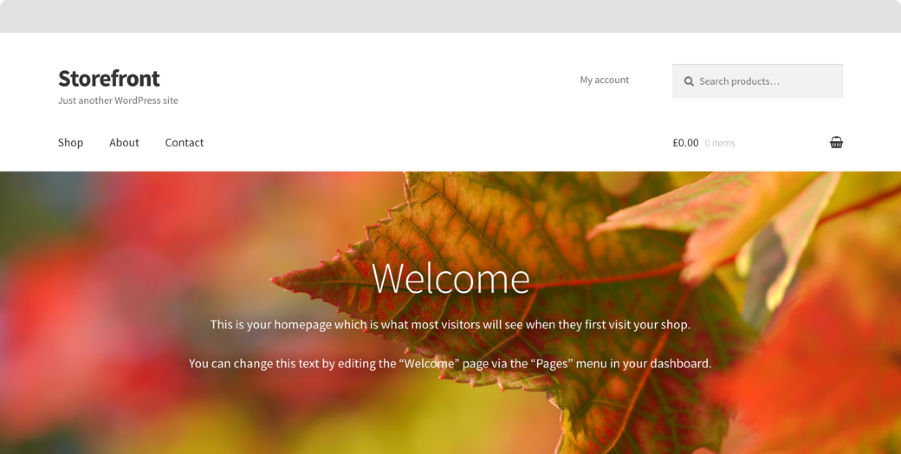 Storefront
Just another WordPress site
My account
Search products…
Shop
About
Contact
£0.00 0 items
Welcome
This is your homepage which is what most visitors will see when they first visit your shop.
You can change this text by editing the “Welcome” page via the “Pages” menu in your dashboard.